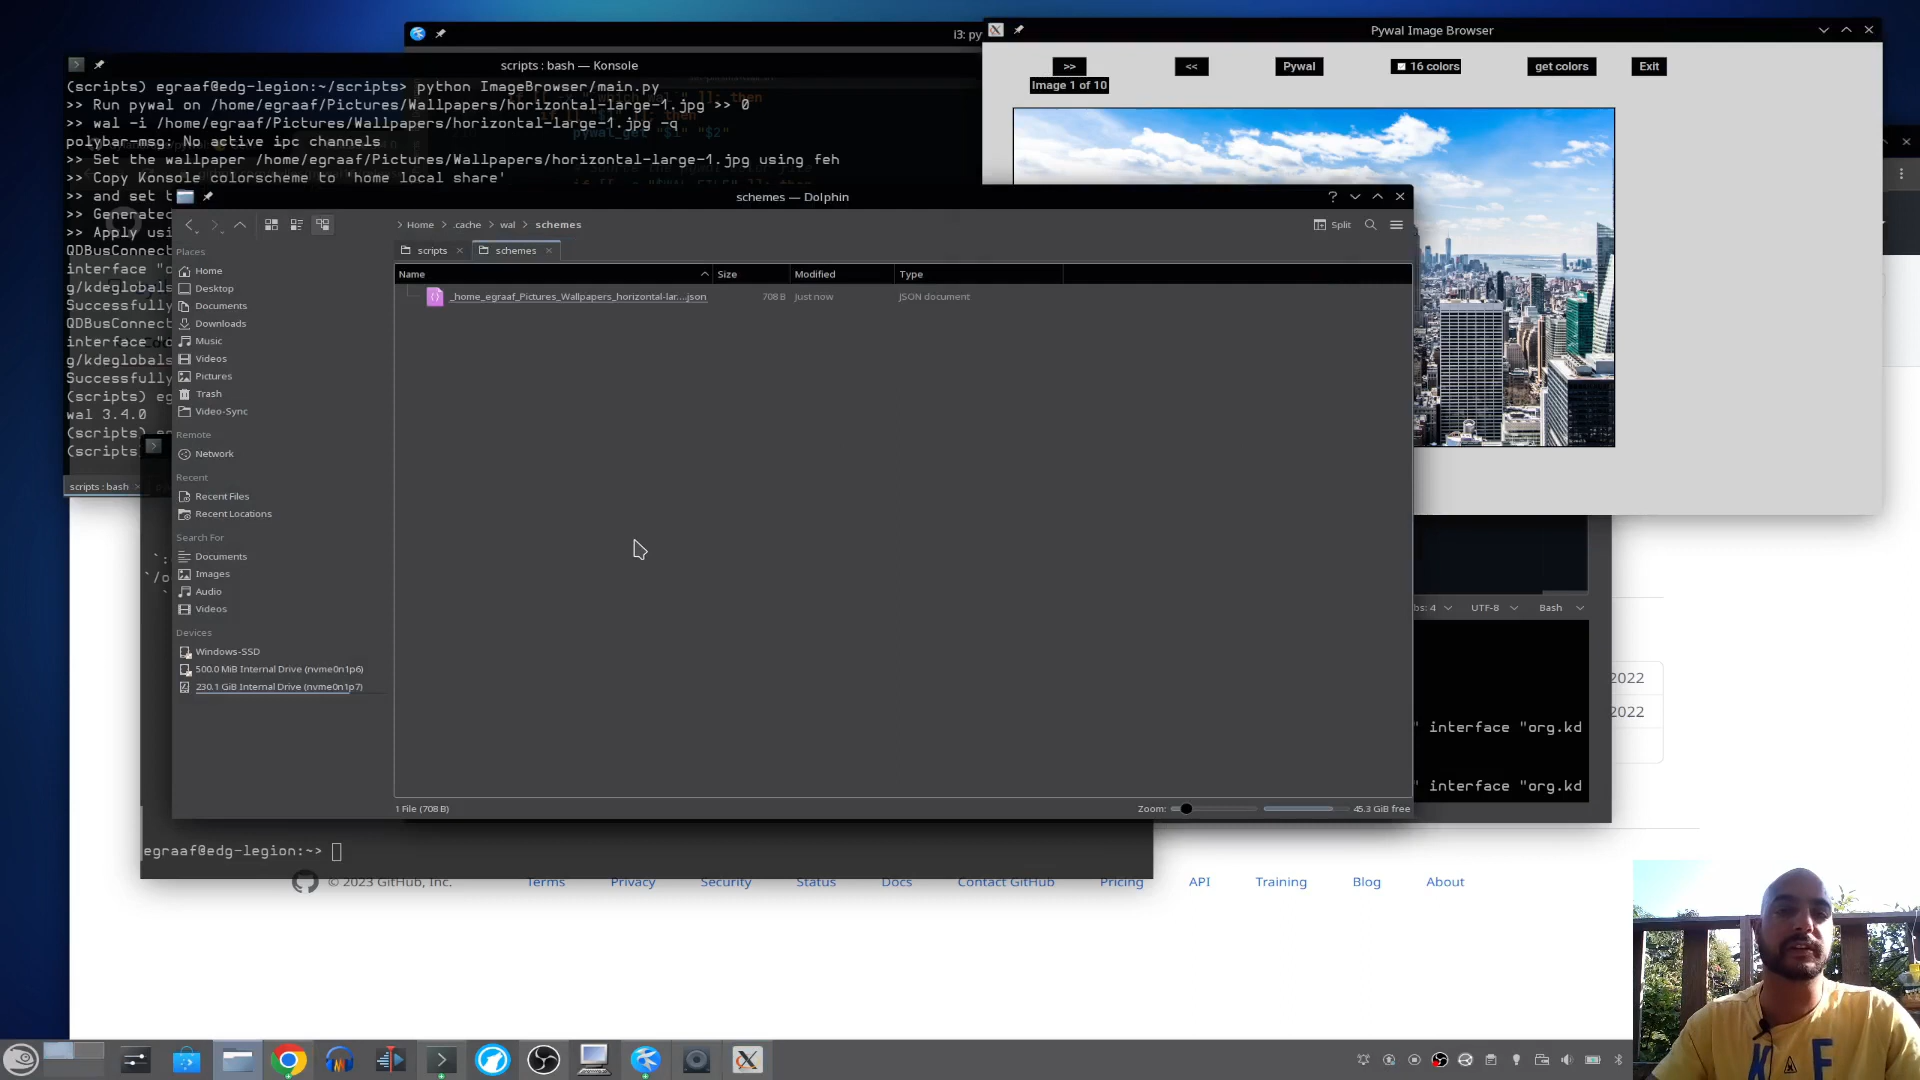 i3: py
Pywal Image Browser
scripts : bash — Konsole
>>
<<
Pywal
16 colors
get colors
Exit
Image 1 of 10
(scripts) egraaf@edg-legion:~/scripts> python ImageBrowser/main.py
>> Run pywal on /home/egraaf/Pictures/Wallpapers/horizontal-large-1.jpg >> 0
>> wal -i /home/egraaf/Pictures/Wallpapers/horizontal-large-1.jpg -q
polybar-msg: No active ipc channels
>> Set the wallpaper /home/egraaf/Pictures/Wallpapers/horizontal-large-1.jpg using feh
>> Copy Konsole colorscheme to 'home local share'
>> and set t
>> Generated
>> Apply usi
QDBusConnect
interface "o
g/kdeglobals
Successfully
QDBusConnect
interface "o
g/kdeglobals
Successfully
(scripts) eg
wal 3.4.0
(scripts)
(scripts
scripts : bash
schemes — Dolphin
Home
.cache
wal
schemes
Split
scripts
schemes
Places
Home
Desktop
Documents
Downloads
Music
Videos
Pictures
Trash
Video-Sync
Remote
Network
Recent
Recent Files
Recent Locations
Search For
Documents
Images
Audio
Videos
Devices
Windows-SSD
500.0 MiB Internal Drive (nvme0n1p6)
230.1 GiB Internal Drive (nvme0n1p7)
Name
Size
Modified
Type
_home_egraaf_Pictures_Wallpapers_horizontal-lar....json
708 B
Just now
JSON document
1 File (708 B)
Zoom:
45.3 GiB free
bs: 4
UTF-8
Bash
" interface "org.kd
" interface "org.kd
2022
2022
egraaf@edg-legion:~>
© 2023 GitHub, Inc.
Terms
Privacy
Security
Status
Docs
Contact GitHub
Pricing
API
Training
Blog
About